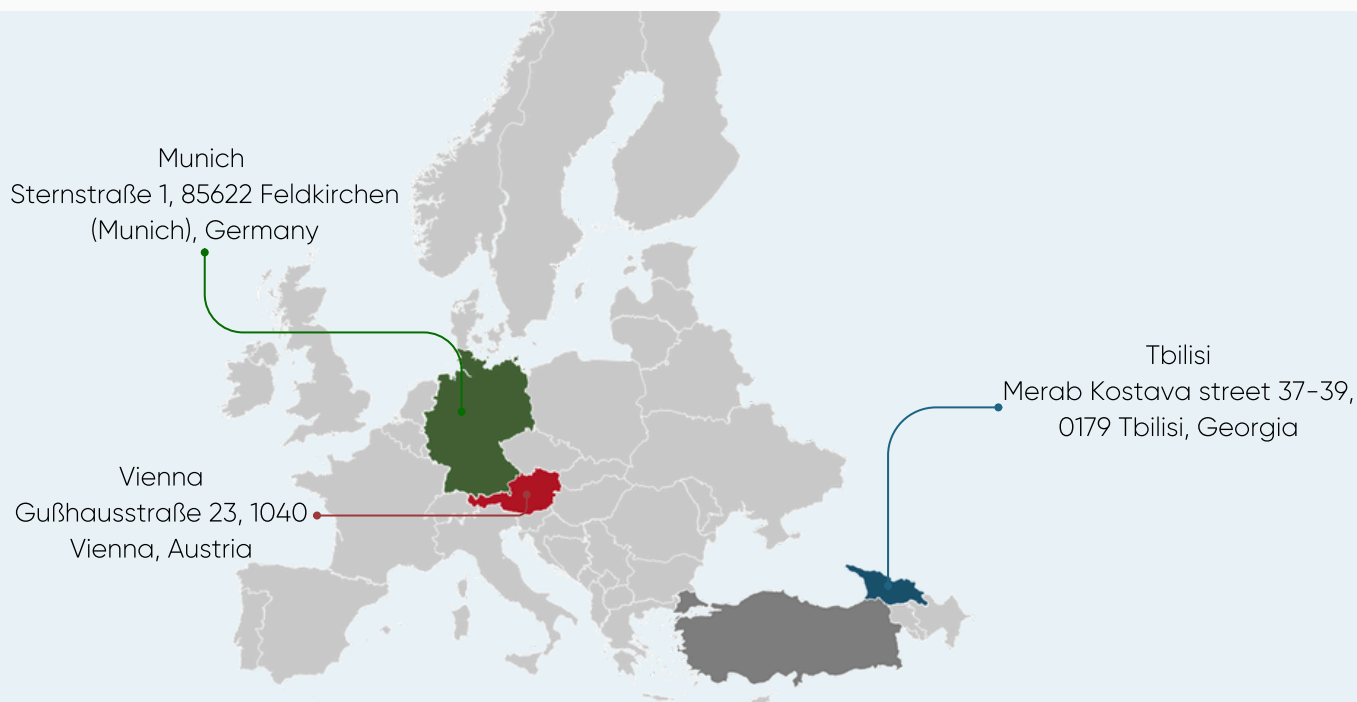 Munich
Sternstraße 1, 85622 Feldkirchen
(Munich), Germany
Tbilisi
Merab Kostava street 37-39,
0179 Tbilisi, Georgia
Vienna
Gußhausstraße 23, 1040
Vienna, Austria